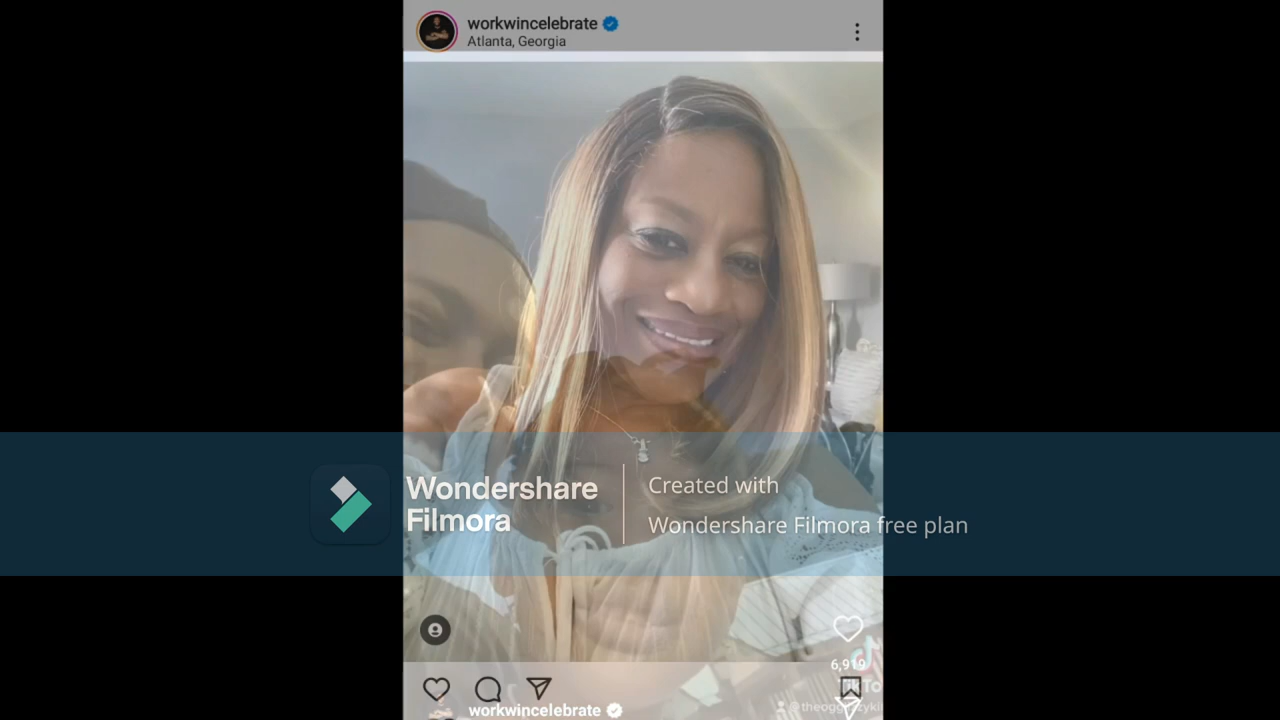 workwincelebrate
Atlanta, Georgia
Wondershare
Filmora
Created with
Wondershare Filmora free plan
6,919
workwincelebrate